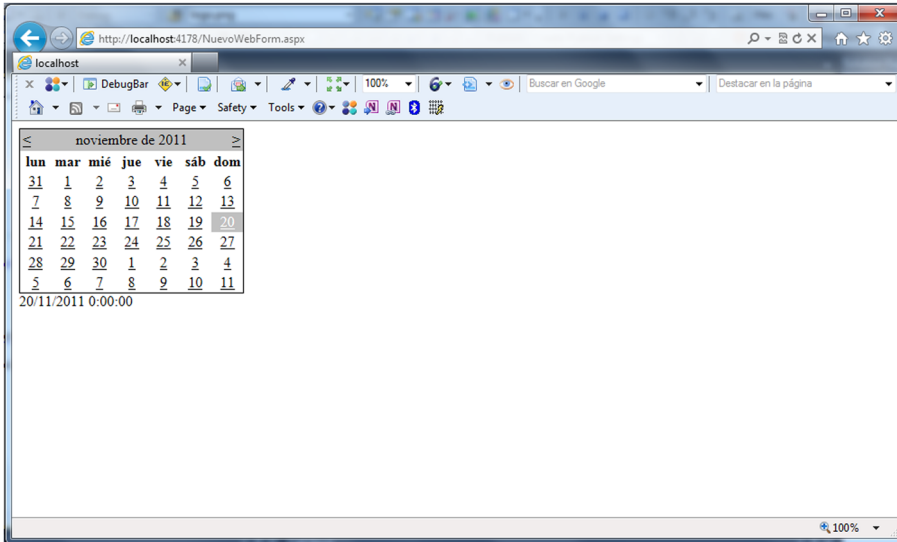 http://localhost:4178/NuevoWebForm.aspx
localhost
DebugBar 100% Buscar en Google Destacar en la página
Page Safety Tools
< noviembre de 2011 >
lun mar mié jue vie sáb dom
31 1 2 3 4 5 6
7 8 9 10 11 12 13
14 15 16 17 18 19 20
21 22 23 24 25 26 27
28 29 30 1 2 3 4
5 6 7 8 9 10 11
20/11/2011 0:00:00
100%